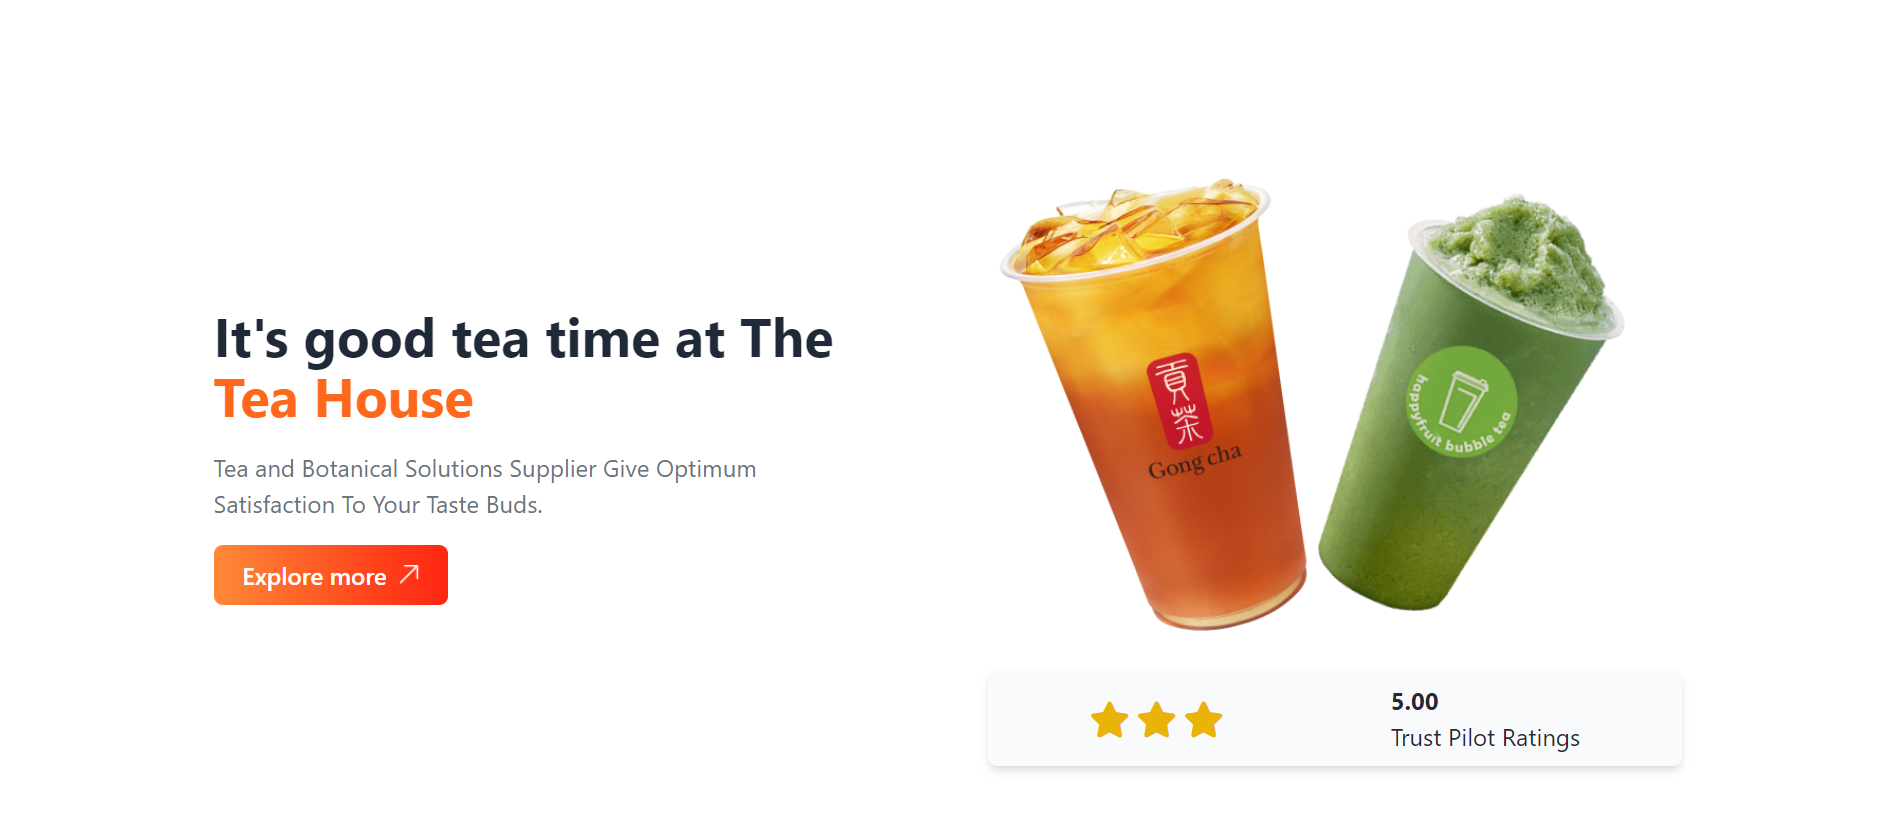 It's good tea time at The
Tea House
Tea and Botanical Solutions Supplier Give Optimum
Satisfaction To Your Taste Buds.
Explore more
貢
茶
Gong cha
happyfruit bubble tea
5.00
Trust Pilot Ratings